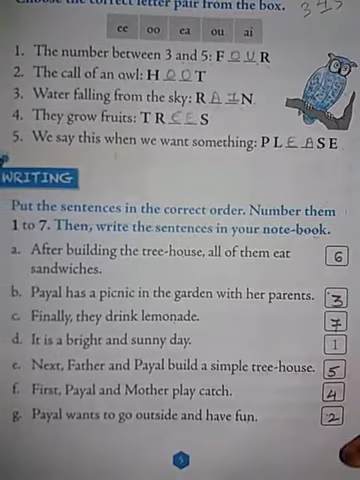 Choose the correct letter pair from the box.
3 4 5
ee oo ea ou ai
1. The number between 3 and 5: F O U R
2. The call of an owl: H O O T
3. Water falling from the sky: R A I N
4. They grow fruits: T R E E S
5. We say this when we want something: P L E A S E
WRITING
Put the sentences in the correct order. Number them
1 to 7. Then, write the sentences in your note-book.
a. After building the tree-house, all of them eat 6
sandwiches.
b. Payal has a picnic in the garden with her parents. 3
c. Finally, they drink lemonade. 7
d. It is a bright and sunny day. 1
e. Next, Father and Payal build a simple tree-house. 5
f. First, Payal and Mother play catch. 4
g. Payal wants to go outside and have fun. 2
5